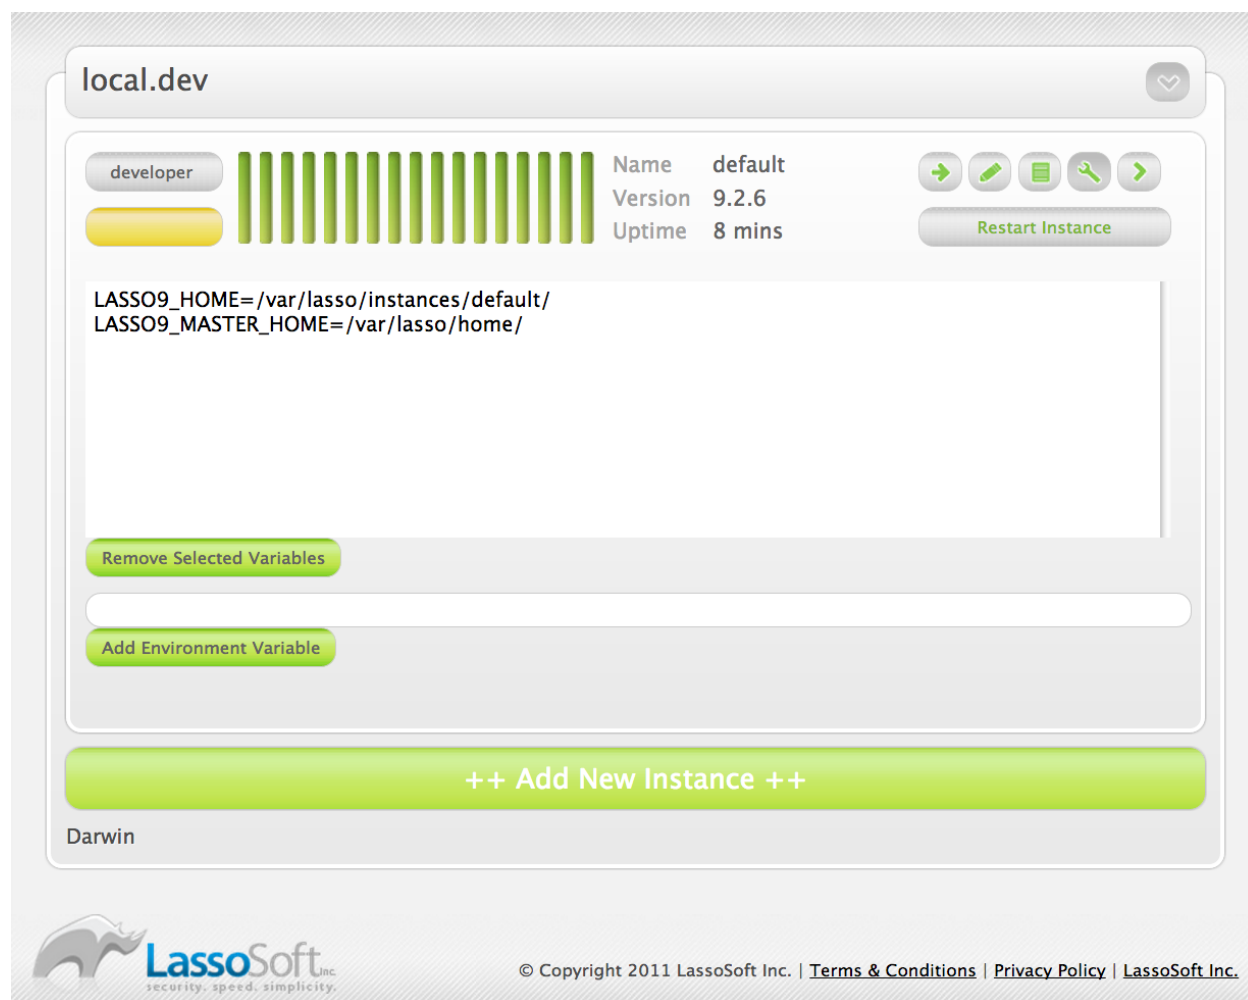 local.dev
developer
Name default
Version 9.2.6
Uptime 8 mins
Restart Instance
LASSO9_HOME=/var/lasso/instances/default/
LASSO9_MASTER_HOME=/var/lasso/home/
Remove Selected Variables
Add Environment Variable
++ Add New Instance ++
Darwin
LassoSoft Inc.
security. speed. simplicity.
© Copyright 2011 LassoSoft Inc. | Terms & Conditions | Privacy Policy | LassoSoft Inc.